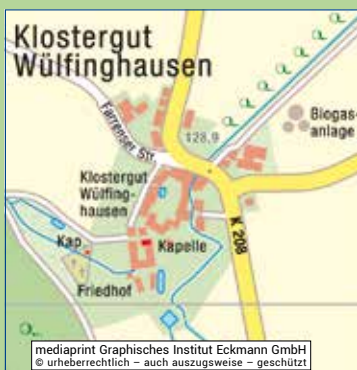 Klostergut
Wülfinghausen
Farrenser Str.
128,9
Biogas-
anlage
Klostergut
Wülfing-
hausen
K 208
Kap.
Kapelle
Friedhof
mediaprint Graphisches Institut Eckmann GmbH
© urheberrechtlich – auch auszugsweise – geschützt